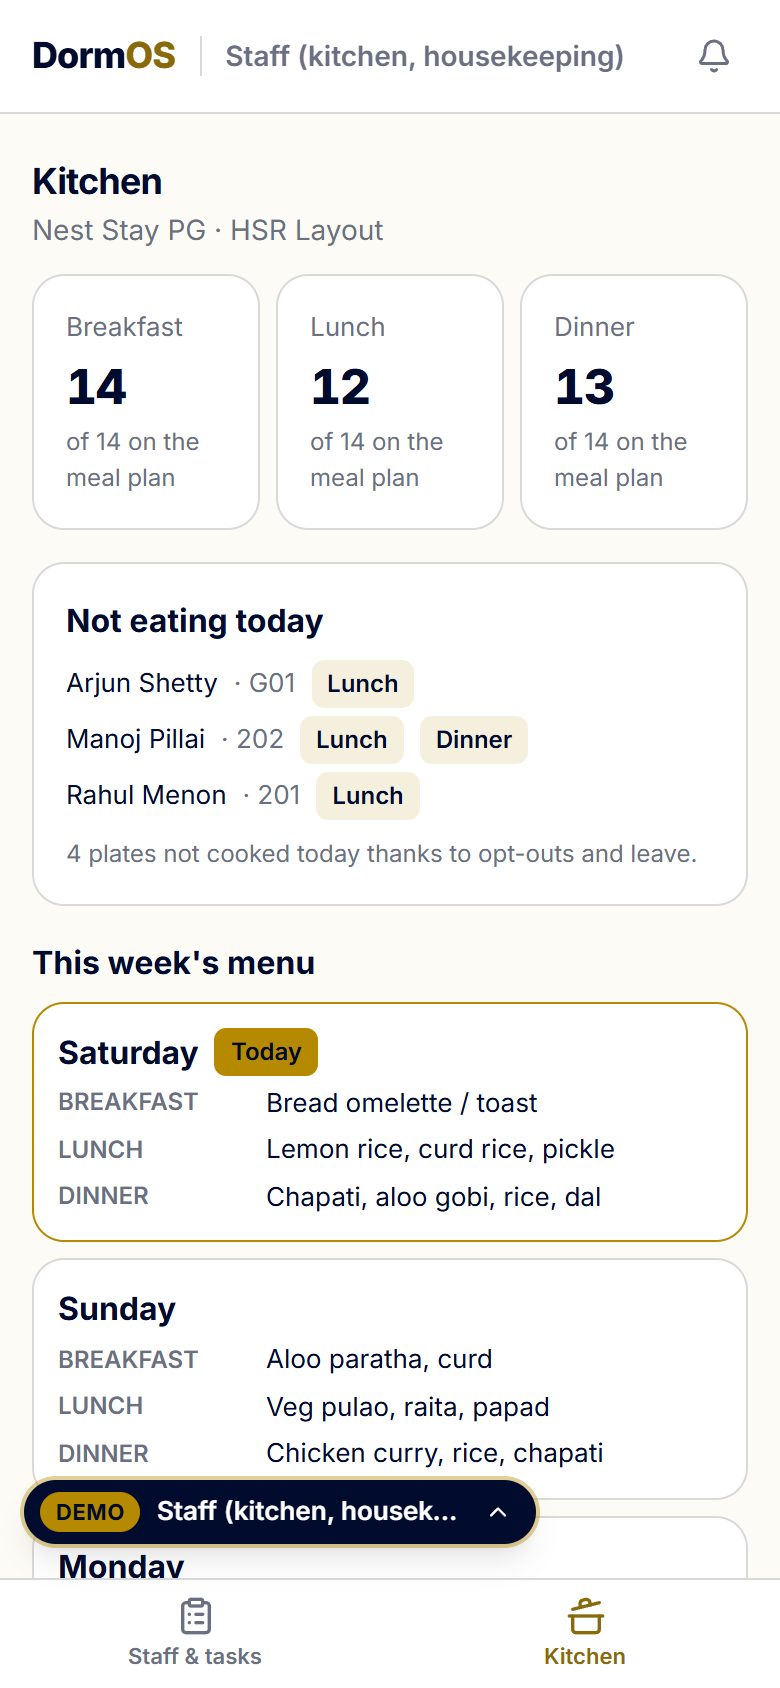 DormOS Staff (kitchen, housekeeping)
Kitchen
Nest Stay PG · HSR Layout
Breakfast
14
of 14 on the
meal plan
Lunch
12
of 14 on the
meal plan
Dinner
13
of 14 on the
meal plan
Not eating today
Arjun Shetty · G01 Lunch
Manoj Pillai · 202 Lunch Dinner
Rahul Menon · 201 Lunch
4 plates not cooked today thanks to opt-outs and leave.
This week's menu
Saturday Today
BREAKFAST Bread omelette / toast
LUNCH Lemon rice, curd rice, pickle
DINNER Chapati, aloo gobi, rice, dal
Sunday
BREAKFAST Aloo paratha, curd
LUNCH Veg pulao, raita, papad
DINNER Chicken curry, rice, chapati
DEMO Staff (kitchen, housek...
Monday
Staff & tasks
Kitchen